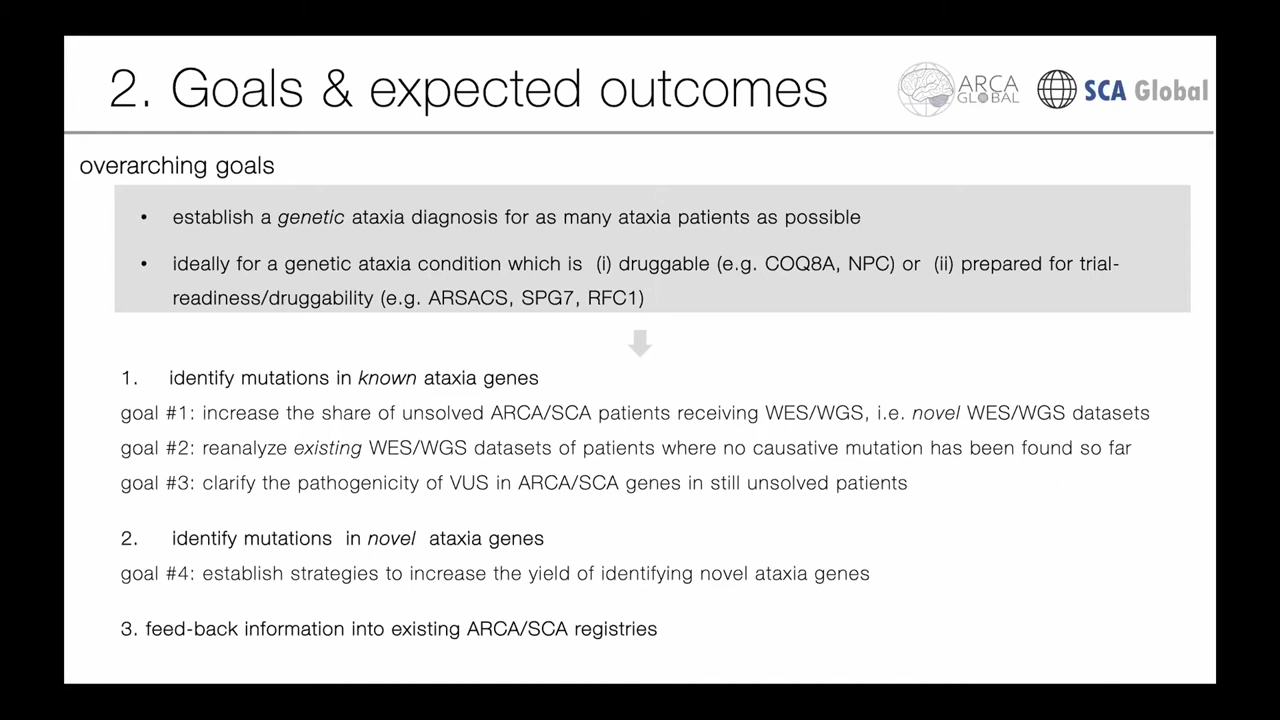 2. Goals & expected outcomes
ARCA
GLOBAL
SCA Global
overarching goals
• establish a genetic ataxia diagnosis for as many ataxia patients as possible
• ideally for a genetic ataxia condition which is (i) druggable (e.g. COQ8A, NPC) or (ii) prepared for trial-
readiness/druggability (e.g. ARSACS, SPG7, RFC1)
1. identify mutations in known ataxia genes
goal #1: increase the share of unsolved ARCA/SCA patients receiving WES/WGS, i.e. novel WES/WGS datasets
goal #2: reanalyze existing WES/WGS datasets of patients where no causative mutation has been found so far
goal #3: clarify the pathogenicity of VUS in ARCA/SCA genes in still unsolved patients
2. identify mutations in novel ataxia genes
goal #4: establish strategies to increase the yield of identifying novel ataxia genes
3. feed-back information into existing ARCA/SCA registries